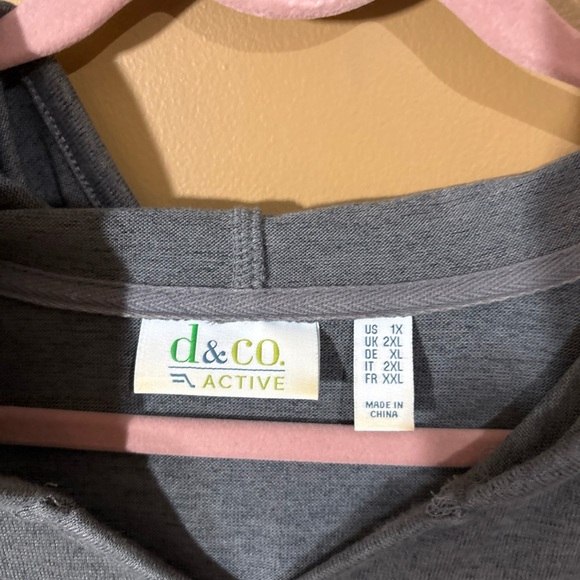 d&co.
ACTIVE
US 1X
UK 2XL
DE XL
IT 2XL
FR XXL
MADE IN
CHINA